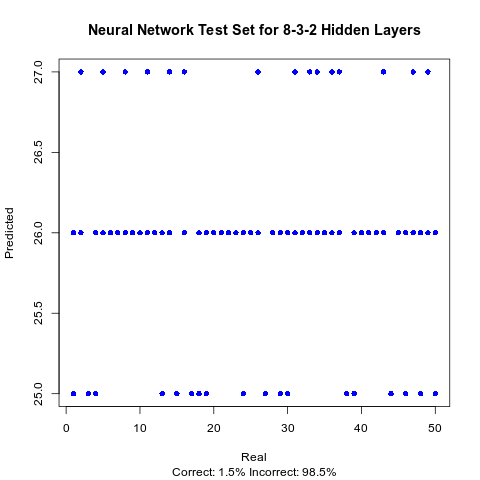 Neural Network Test Set for 8-3-2 Hidden Layers
Predicted
27.0
26.5
26.0
25.5
25.0
0 10 20 30 40 50
Real
Correct: 1.5% Incorrect: 98.5%